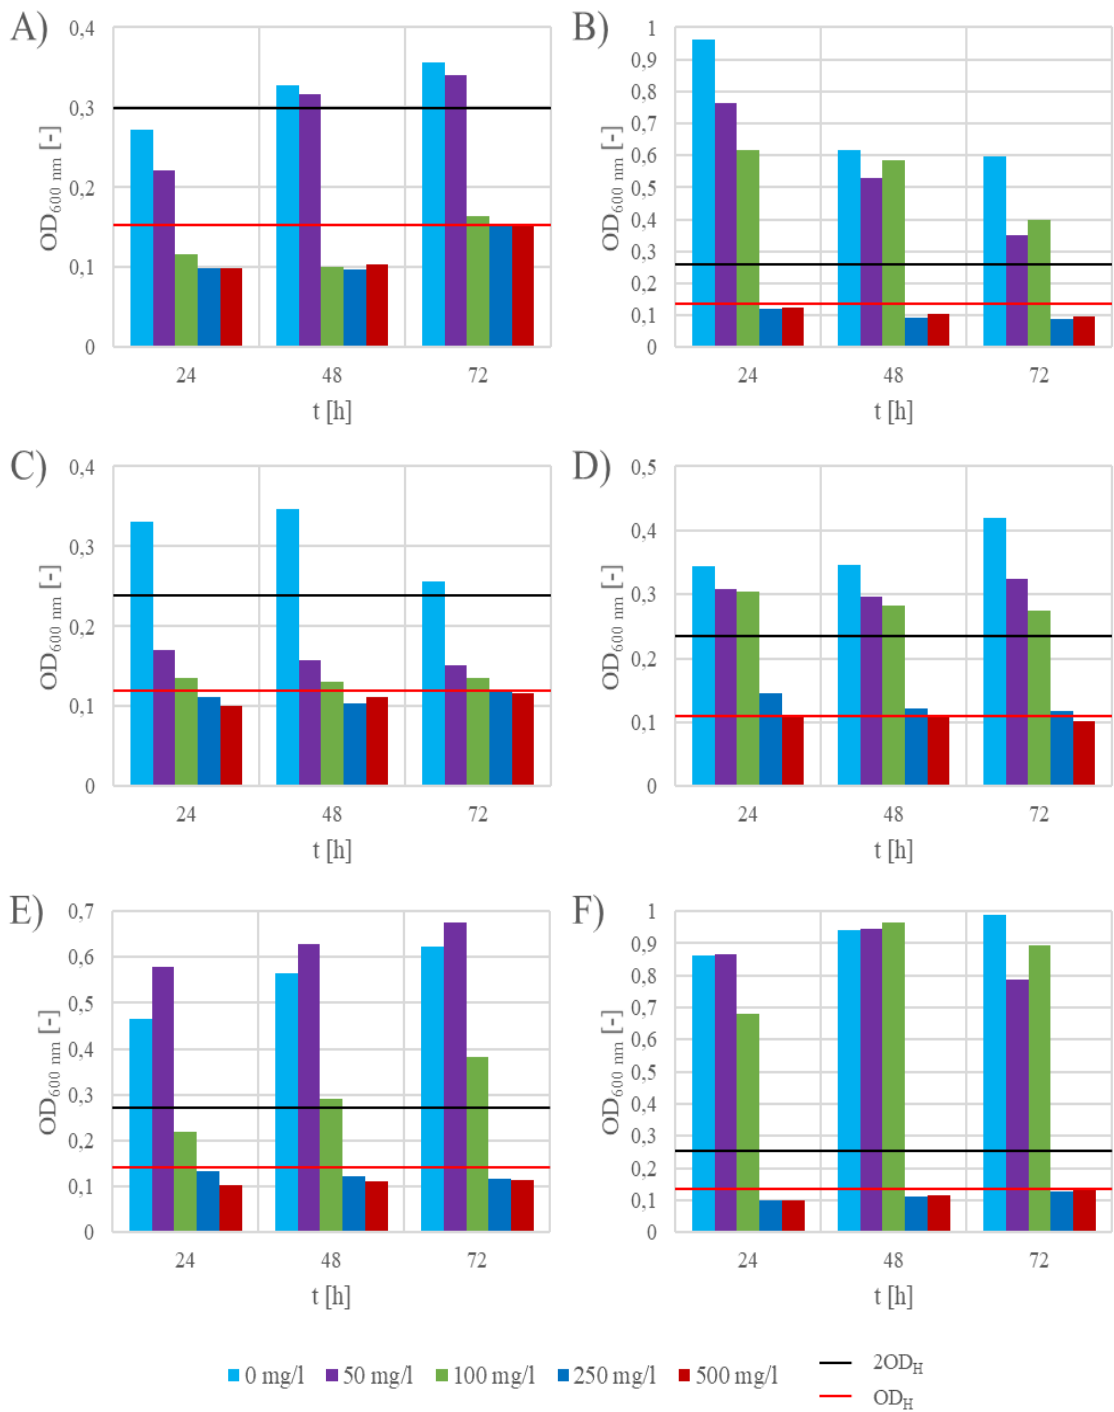 A)
OD600 nm [-]
0,4
0,3
0,2
0,1
0
24 48 72
t [h]
B)
OD600 nm [-]
1
0,9
0,8
0,7
0,6
0,5
0,4
0,3
0,2
0,1
0
24 48 72
t [h]
C)
OD600 nm [-]
0,4
0,3
0,2
0,1
0
24 48 72
t [h]
D)
OD600 nm [-]
0,5
0,4
0,3
0,2
0,1
0
24 48 72
t [h]
E)
OD600 nm [-]
0,7
0,6
0,5
0,4
0,3
0,2
0,1
0
24 48 72
t [h]
F)
OD600 nm [-]
1
0,9
0,8
0,7
0,6
0,5
0,4
0,3
0,2
0,1
0
24 48 72
t [h]
0 mg/l 50 mg/l 100 mg/l 250 mg/l 500 mg/l
2ODH
ODH